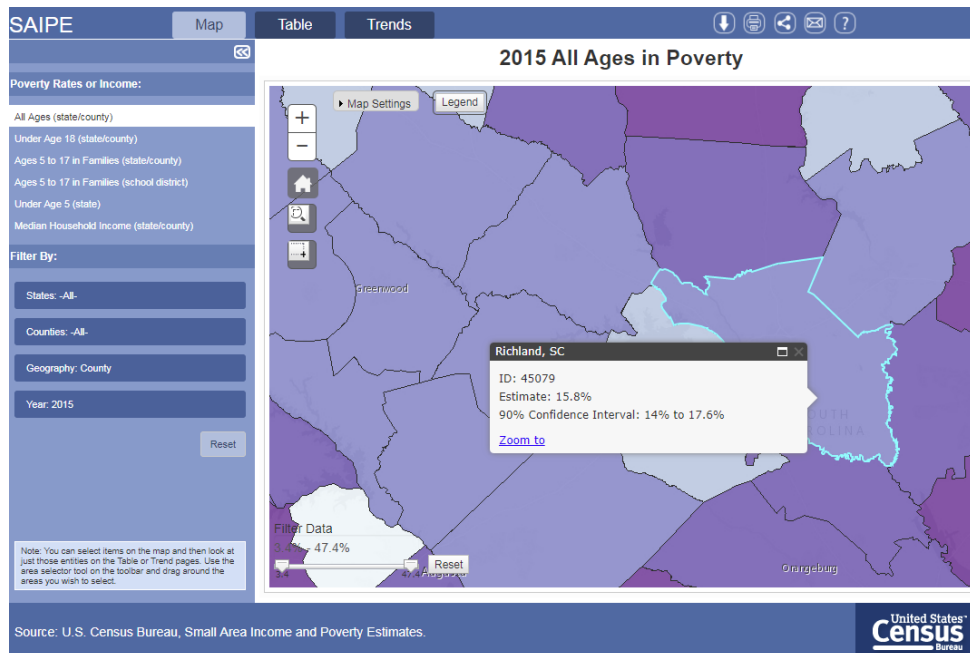 SAIPE
Map
Table
Trends
?
2015 All Ages in Poverty
Poverty Rates or Income:
All Ages (state/county)
Under Age 18 (state/county)
Ages 5 to 17 in Families (state/county)
Ages 5 to 17 in Families (school district)
Under Age 5 (state)
Median Household Income (state/county)
Filter By:
States: -All-
Counties: -All-
Geography: County
Year: 2015
Reset
Note: You can select items on the map and then look at
just those entities on the Table or Trend pages. Use the
area selector tool on the toolbar and drag around the
areas you wish to select.
Map Settings
Legend
+
−
Greenwood
Richland, SC
ID: 45079
Estimate: 15.8%
90% Confidence Interval: 14% to 17.6%
Zoom to
Filter Data
3.4% - 47.4%
Reset
3.4
Orangeburg
Source: U.S. Census Bureau, Small Area Income and Poverty Estimates.
United States
Census
Bureau